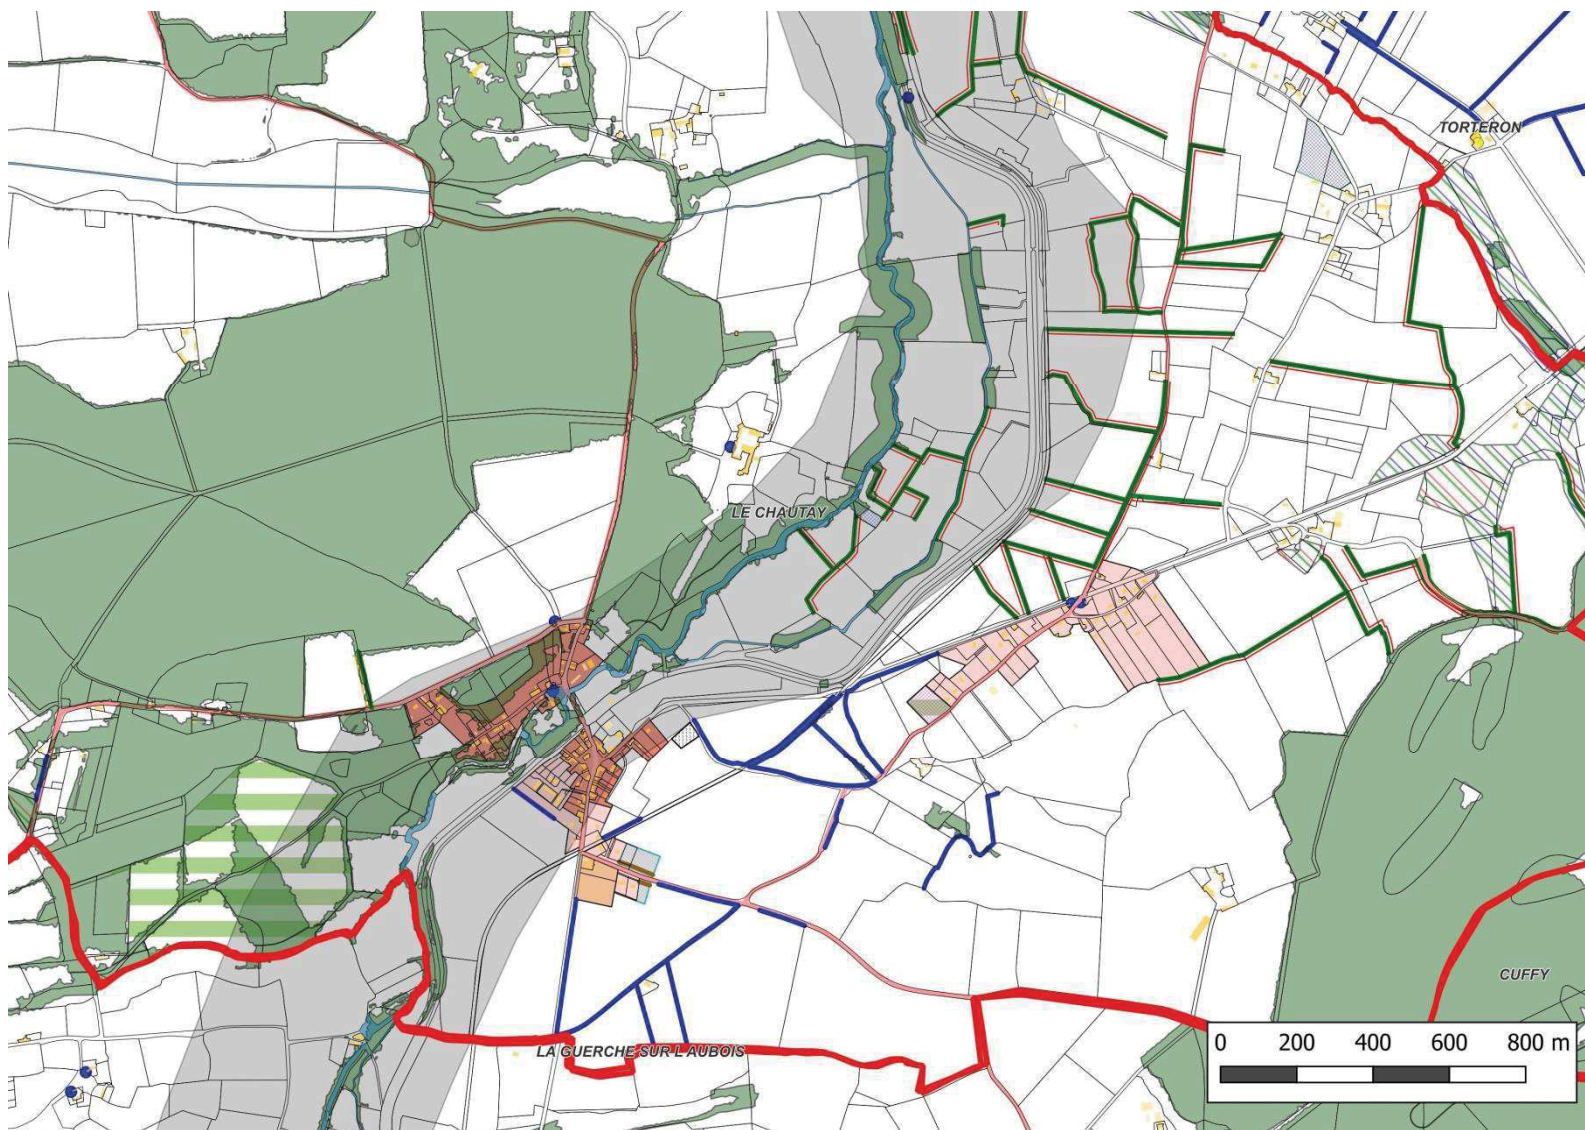 TORTERON
LE CHAUTAY
CUFFY
LA GUERCHE SUR L AUBOIS
0 200 400 600 800 m